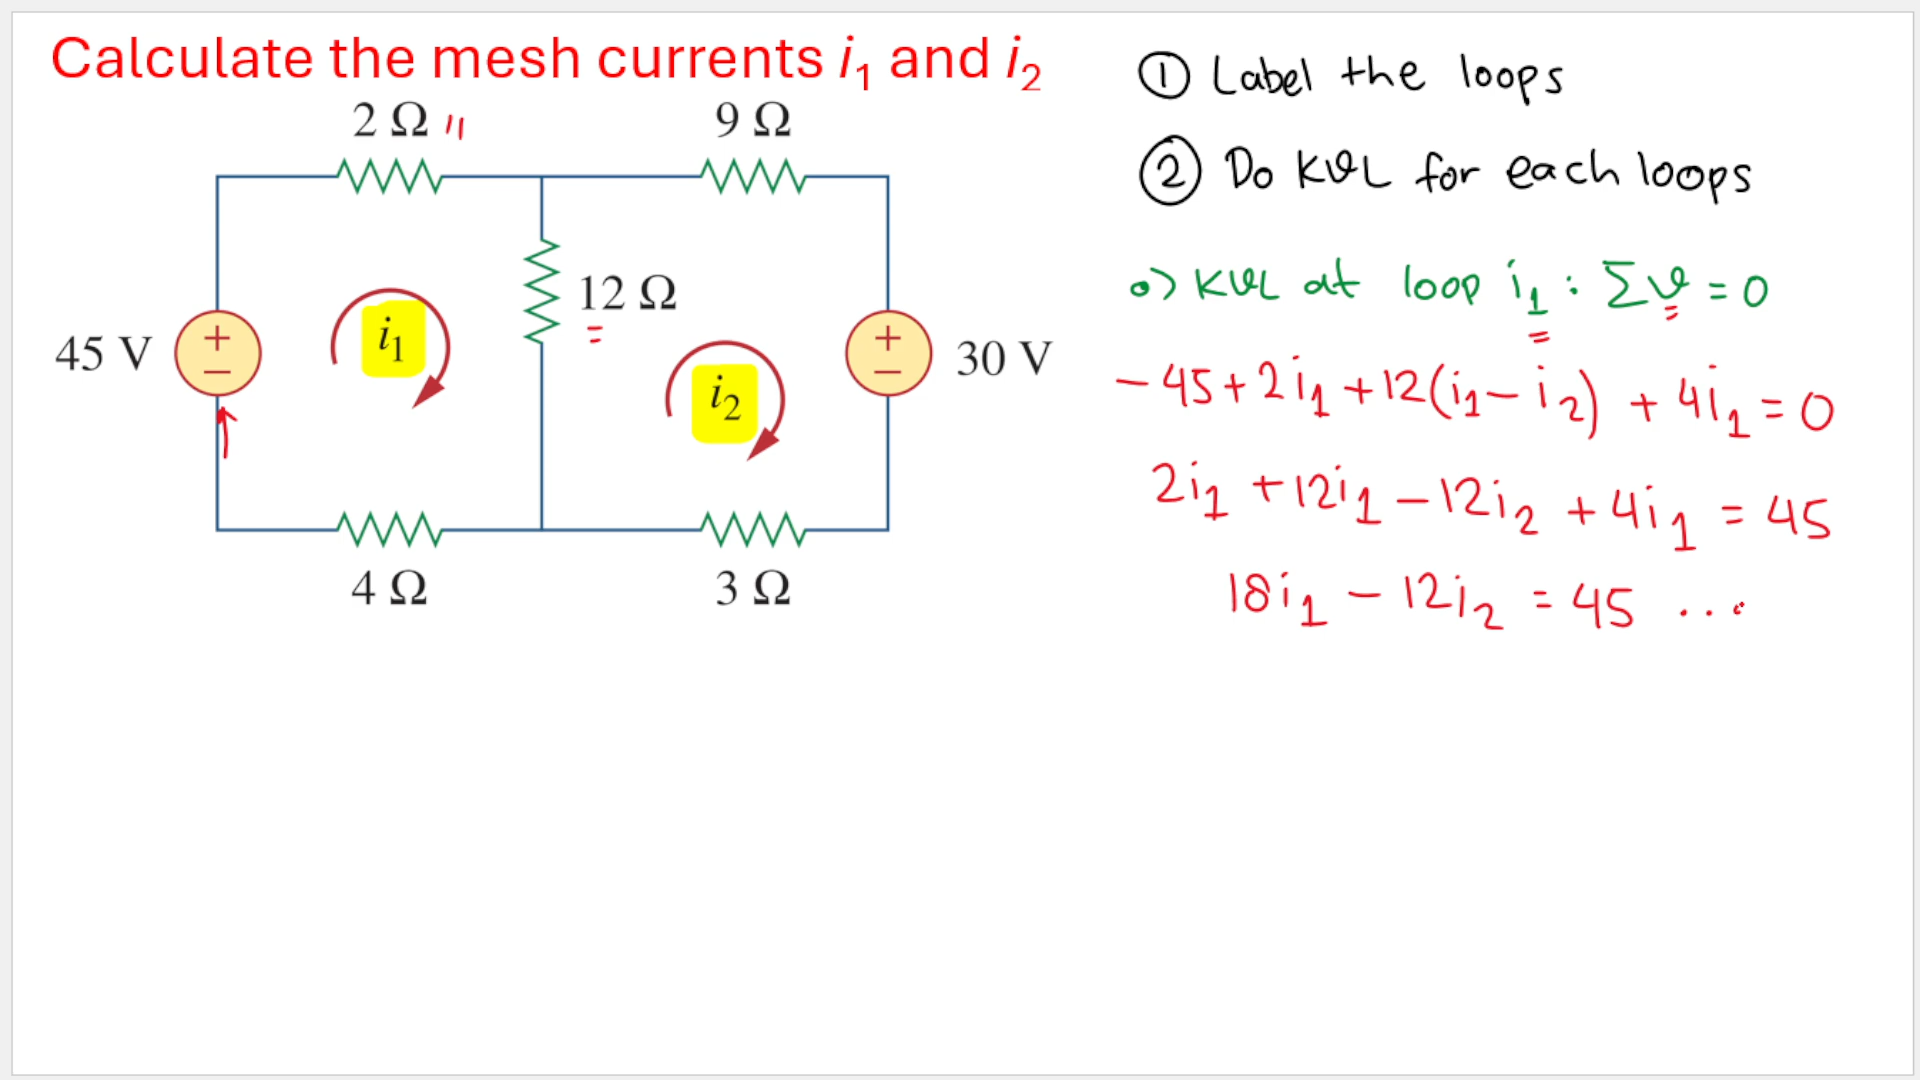 Calculate the mesh currents i₁ and i₂
2 Ω
9 Ω
12 Ω
45 V
+
−
i₁
i₂
+
−
30 V
4 Ω
3 Ω
① Label the loops
② Do KVL for each loops
•) KVL at loop i₁ : Σv = 0
−45 + 2i₁ + 12(i₁ − i₂) + 4i₁ = 0
2i₁ + 12i₁ − 12i₂ + 4i₁ = 45
18i₁ − 12i₂ = 45 ...